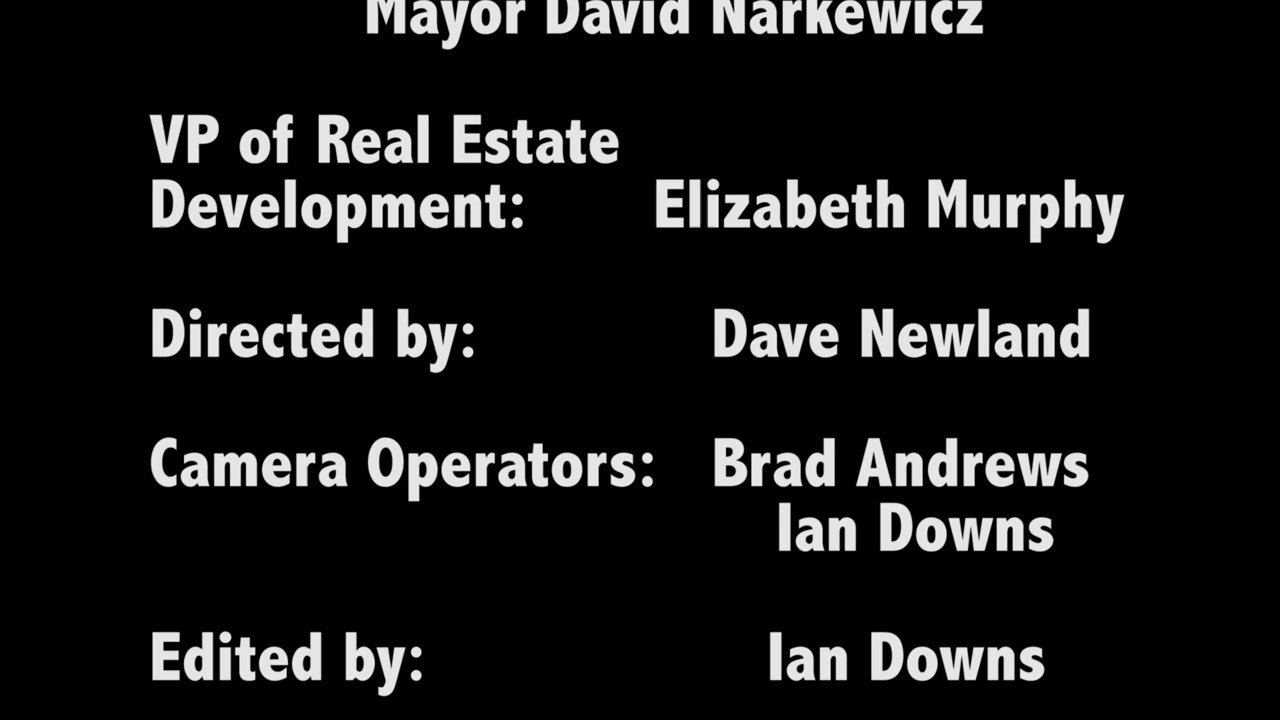 Mayor David Narkewicz
VP of Real Estate
Development: Elizabeth Murphy
Directed by: Dave Newland
Camera Operators: Brad Andrews
Ian Downs
Edited by: Ian Downs